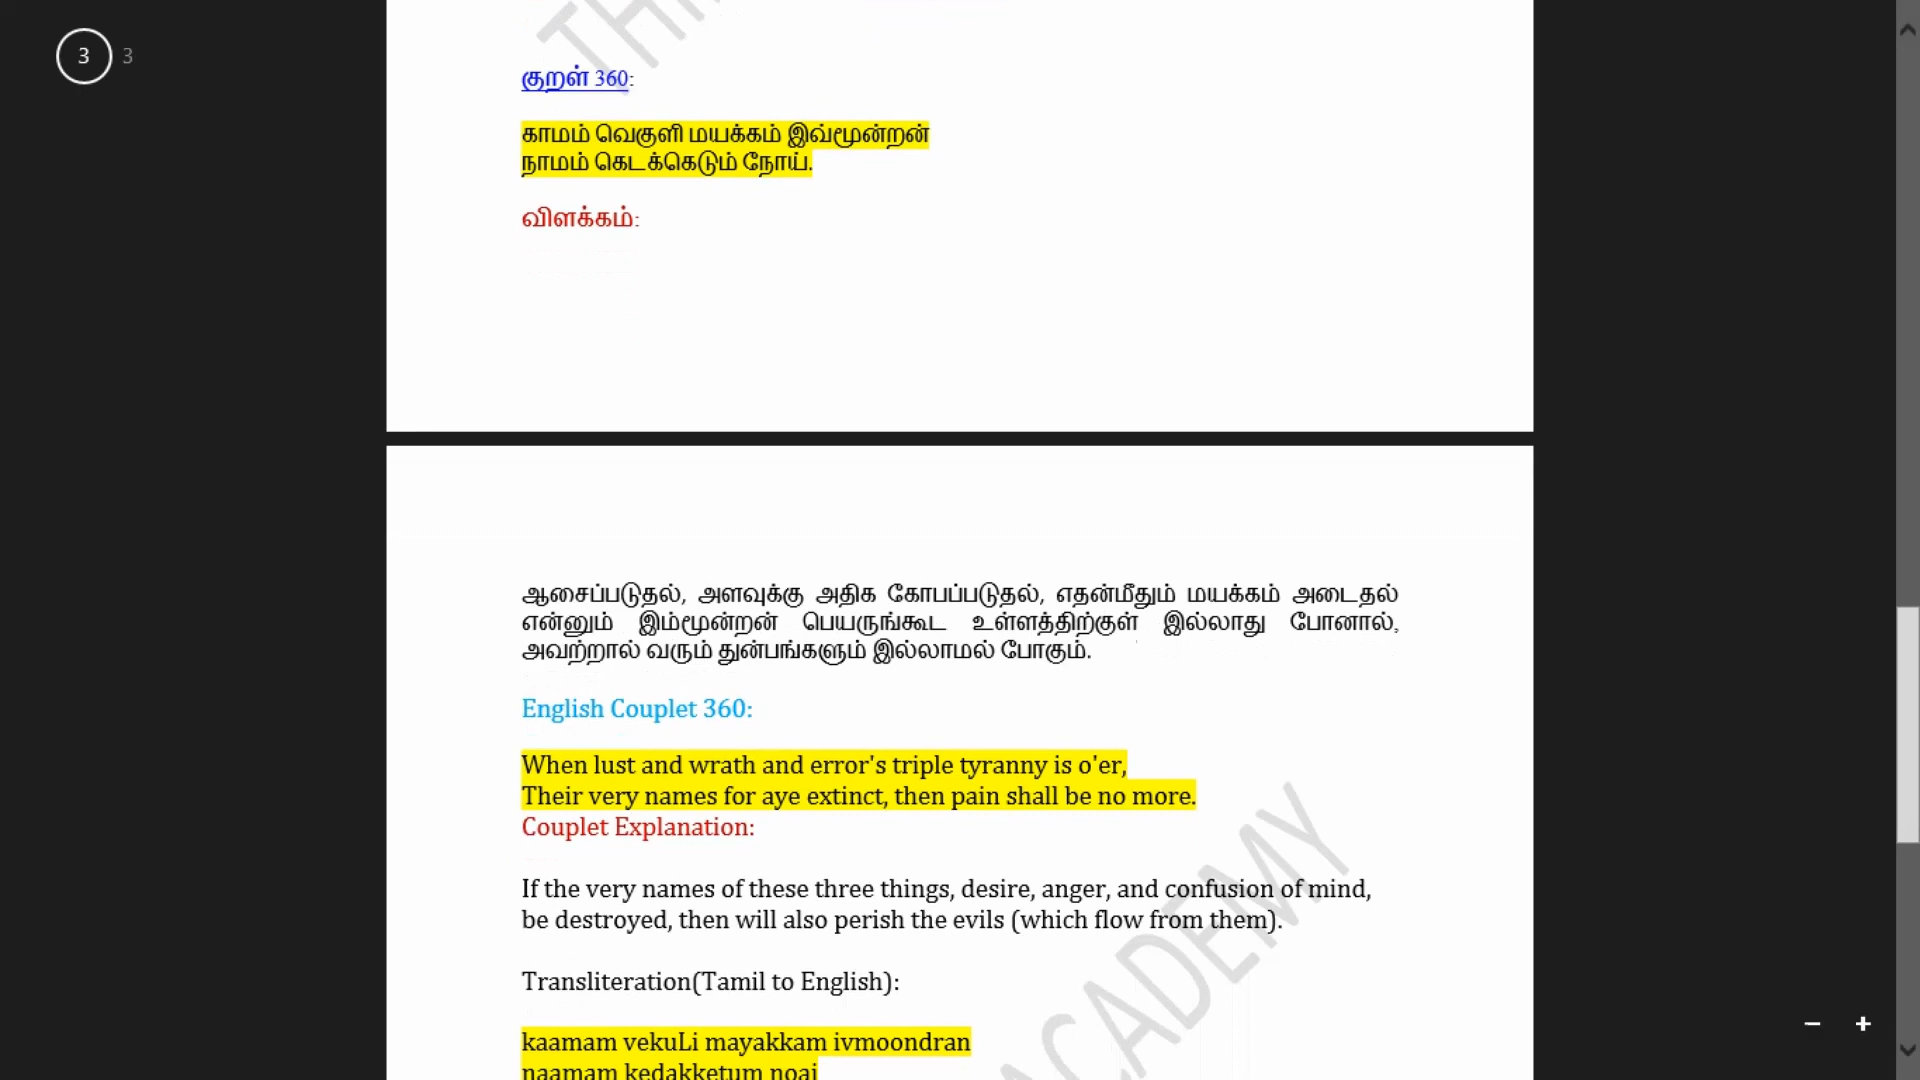 3 3
குறள் 360:
காமம் வெகுளி மயக்கம் இவ்மூன்றன்
நாமம் கெடக்கெடும் நோய்.
விளக்கம்:
ஆசைப்படுதல், அளவுக்கு அதிக கோபப்படுதல், எதன்மீதும் மயக்கம் அடைதல்
என்னும் இம்மூன்றன் பெயருங்கூட உள்ளத்திற்குள் இல்லாது போனால்,
அவற்றால் வரும் துன்பங்களும் இல்லாமல் போகும்.
English Couplet 360:
When lust and wrath and error's triple tyranny is o'er,
Their very names for aye extinct, then pain shall be no more.
Couplet Explanation:
If the very names of these three things, desire, anger, and confusion of mind,
be destroyed, then will also perish the evils (which flow from them).
Transliteration(Tamil to English):
kaamam vekuLi mayakkam ivmoondran
naamam kedakketum noai
ACADEMY